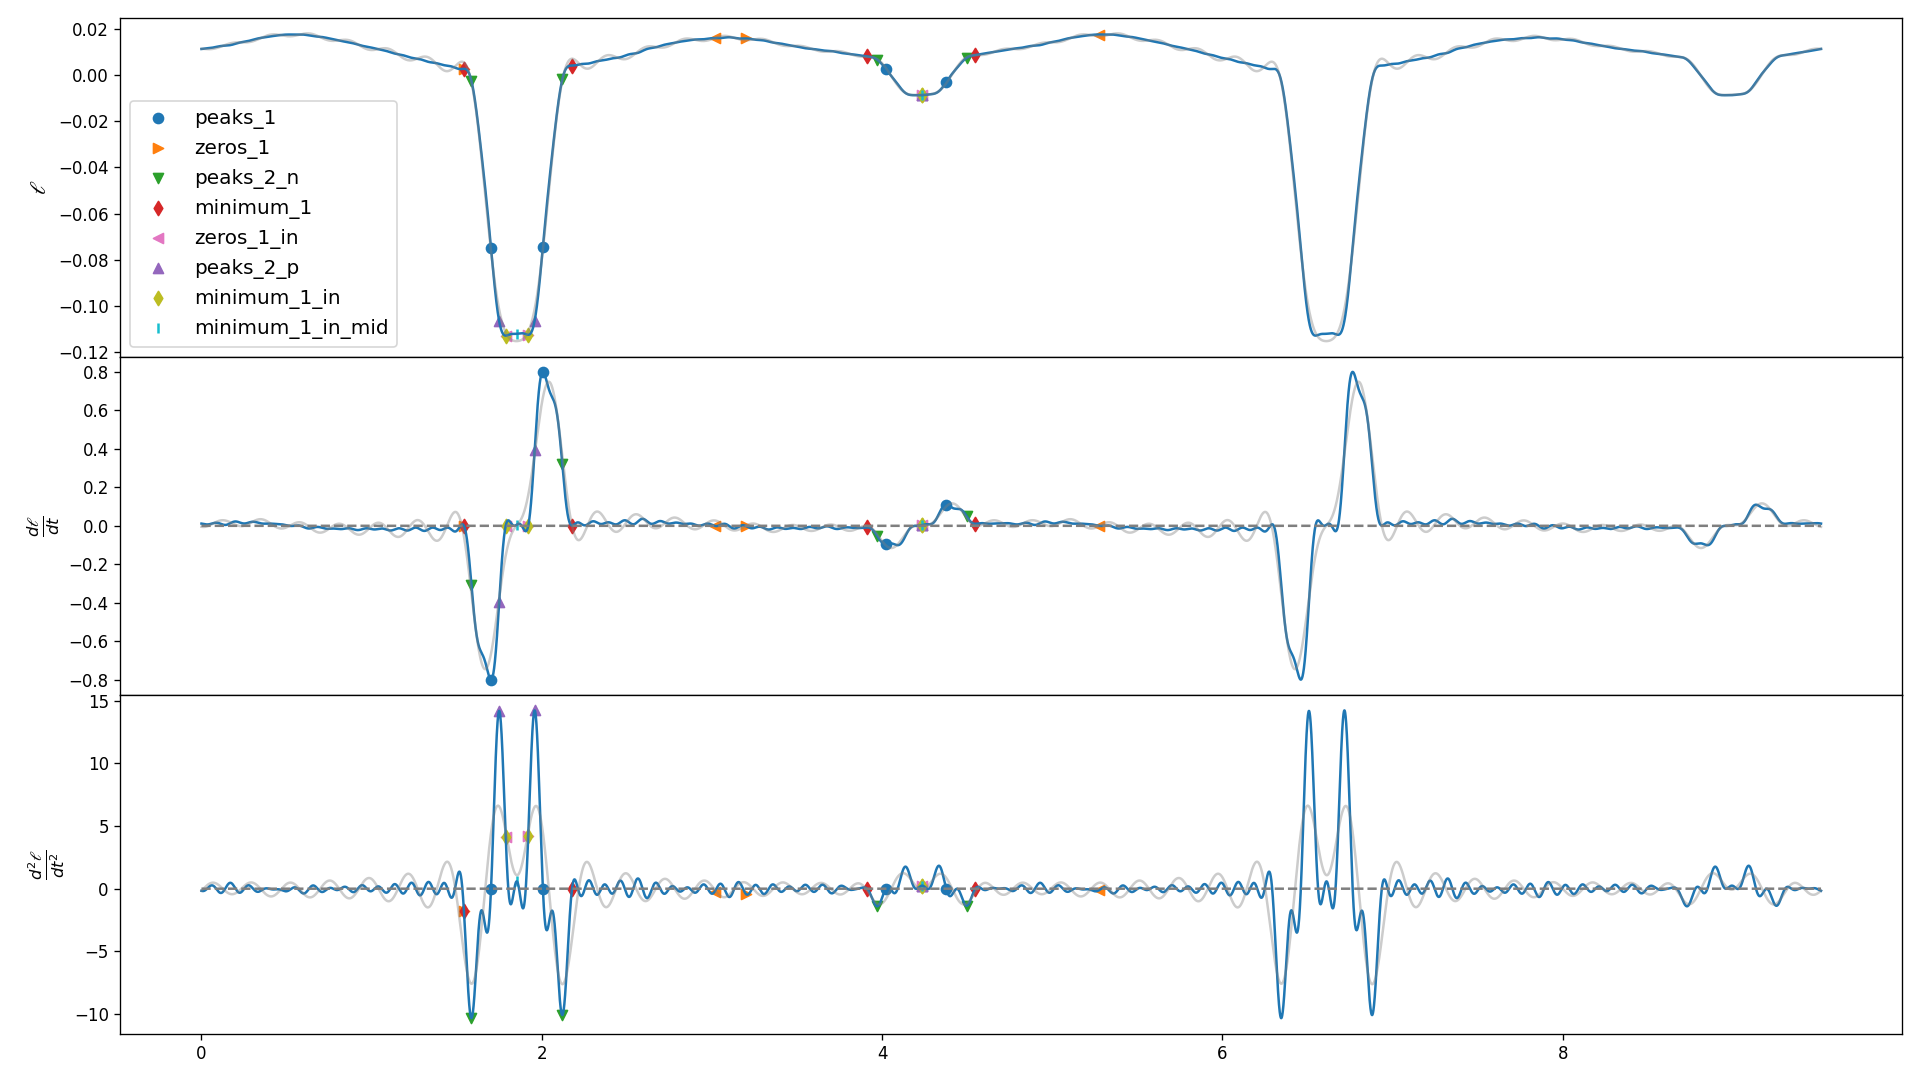 0.02
0.00
−0.02
−0.04
−0.06
−0.08
−0.10
−0.12
ℓ
peaks_1
zeros_1
peaks_2_n
minimum_1
zeros_1_in
peaks_2_p
minimum_1_in
minimum_1_in_mid
0.8
0.6
0.4
0.2
0.0
−0.2
−0.4
−0.6
−0.8
dℓ
dt
15
10
5
0
−5
−10
d²ℓ
dt²
0 2 4 6 8